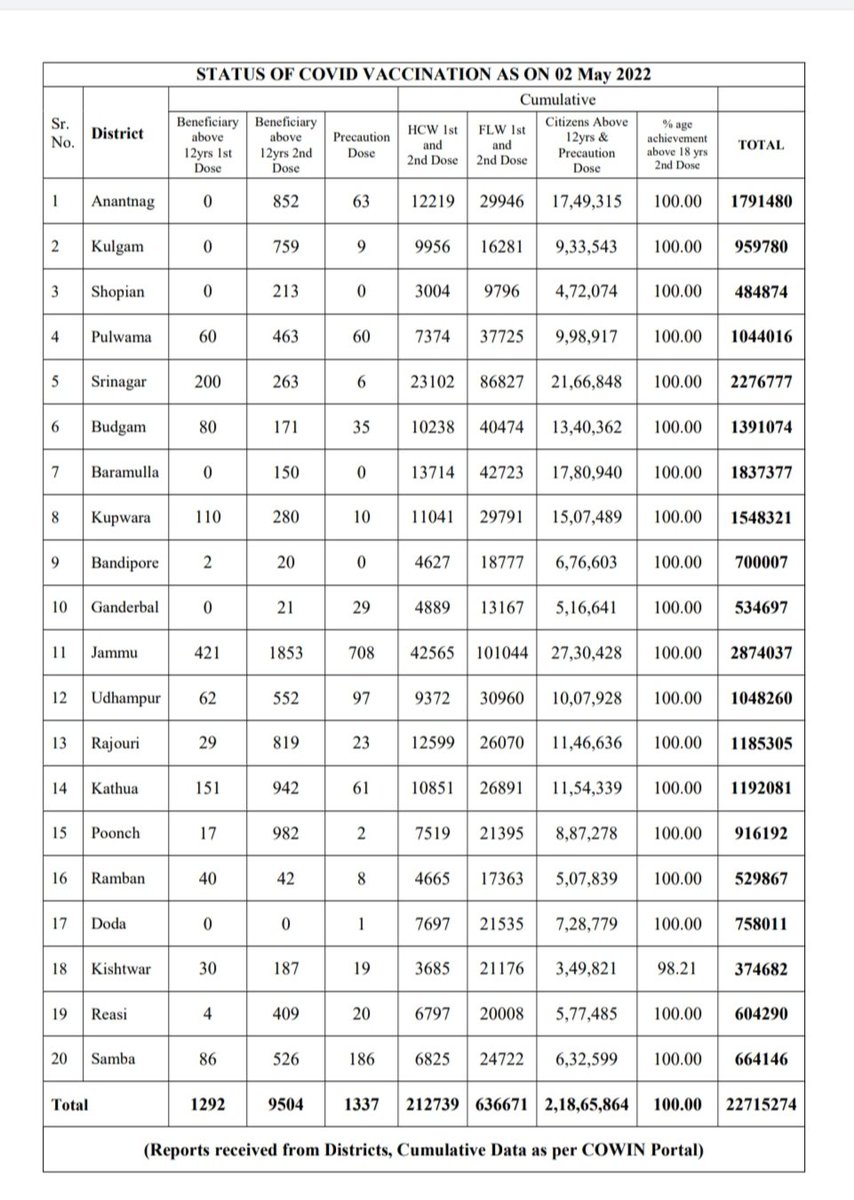 STATUS OF COVID VACCINATION AS ON 02 May 2022
Cumulative
Sr. No. District Beneficiary above 12yrs 1st Dose Beneficiary above 12yrs 2nd Dose Precaution Dose HCW 1st and 2nd Dose FLW 1st and 2nd Dose Citizens Above 12yrs & Precaution Dose % age achievement above 18 yrs 2nd Dose TOTAL
1 Anantnag 0 852 63 12219 29946 17,49,315 100.00 1791480
2 Kulgam 0 759 9 9956 16281 9,33,543 100.00 959780
3 Shopian 0 213 0 3004 9796 4,72,074 100.00 484874
4 Pulwama 60 463 60 7374 37725 9,98,917 100.00 1044016
5 Srinagar 200 263 6 23102 86827 21,66,848 100.00 2276777
6 Budgam 80 171 35 10238 40474 13,40,362 100.00 1391074
7 Baramulla 0 150 0 13714 42723 17,80,940 100.00 1837377
8 Kupwara 110 280 10 11041 29791 15,07,489 100.00 1548321
9 Bandipore 2 20 0 4627 18777 6,76,603 100.00 700007
10 Ganderbal 0 21 29 4889 13167 5,16,641 100.00 534697
11 Jammu 421 1853 708 42565 101044 27,30,428 100.00 2874037
12 Udhampur 62 552 97 9372 30960 10,07,928 100.00 1048260
13 Rajouri 29 819 23 12599 26070 11,46,636 100.00 1185305
14 Kathua 151 942 61 10851 26891 11,54,339 100.00 1192081
15 Poonch 17 982 2 7519 21395 8,87,278 100.00 916192
16 Ramban 40 42 8 4665 17363 5,07,839 100.00 529867
17 Doda 0 0 1 7697 21535 7,28,779 100.00 758011
18 Kishtwar 30 187 19 3685 21176 3,49,821 98.21 374682
19 Reasi 4 409 20 6797 20008 5,77,485 100.00 604290
20 Samba 86 526 186 6825 24722 6,32,599 100.00 664146
Total 1292 9504 1337 212739 636671 2,18,65,864 100.00 22715274
(Reports received from Districts, Cumulative Data as per COWIN Portal)